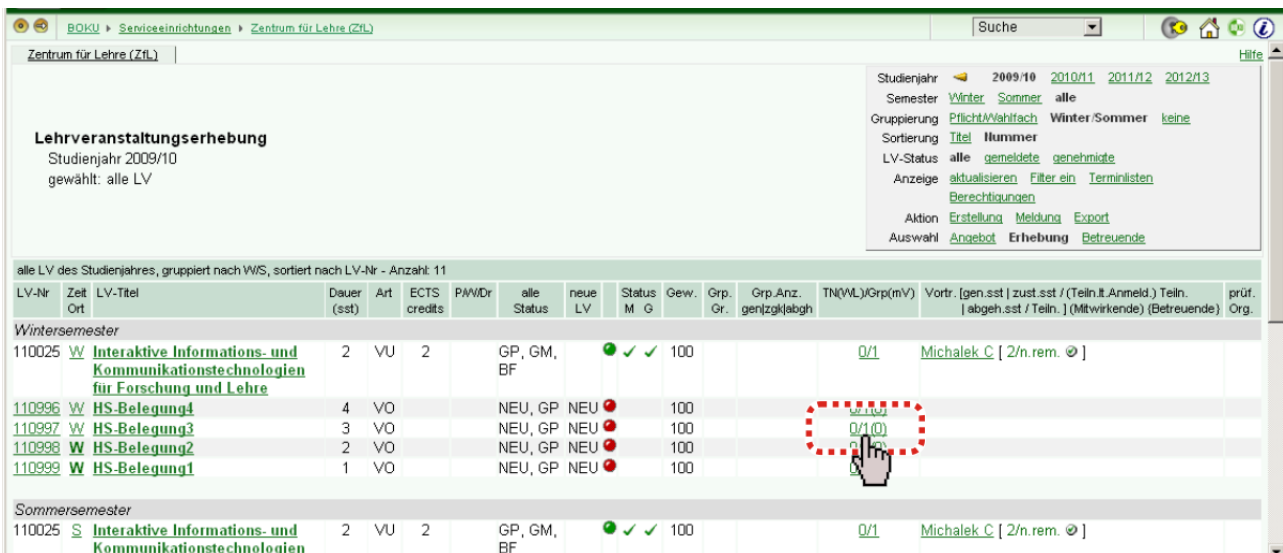 BOKU ▸ Serviceeinrichtungen ▸ Zentrum für Lehre (ZfL) Suche
Zentrum für Lehre (ZfL) Hilfe
Studienjahr 2009/10 2010/11 2011/12 2012/13
Semester Winter Sommer alle
Gruppierung Pflicht/Wahlfach Winter/Sommer keine
Sortierung Titel Nummer
LV-Status alle gemeldete genehmigte
Anzeige aktualisieren Filter ein Terminlisten
Berechtigungen
Aktion Erstellung Meldung Export
Auswahl Angebot Erhebung Betreuende
Lehrveranstaltungserhebung
Studienjahr 2009/10
gewählt: alle LV
alle LV des Studienjahres, gruppiert nach W/S, sortiert nach LV-Nr - Anzahl: 11
LV-Nr Zeit LV-Titel Dauer Art ECTS P/W/Dr alle neue Status Gew. Grp. Grp.Anz. TN(WL)/Grp(mV) Vortr. [gen.sst | zust.sst / (Teiln.lt.Anmeld.) Teiln. prüf.
Ort (sst) credits Status LV M G Gr. gen|zgk|abgh | abgeh.sst / Teiln. ] (Mitwirkende) (Betreuende) Org.
Wintersemester
110025 W Interaktive Informations- und 2 VU 2 GP, GM, ✓ ✓ 100 0/1 Michalek C [ 2/n.rem. ]
Kommunikationstechnologien BF
für Forschung und Lehre
110996 W HS-Belegung4 4 VO NEU, GP NEU 100 0/1(0)
110997 W HS-Belegung3 3 VO NEU, GP NEU 100 0/1(0)
110998 W HS-Belegung2 2 VO NEU, GP NEU 100
110999 W HS-Belegung1 1 VO NEU, GP NEU 100
Sommersemester
110025 S Interaktive Informations- und 2 VU 2 GP, GM, ✓ ✓ 100 0/1 Michalek C [ 2/n.rem. ]
Kommunikationstechnologien BF